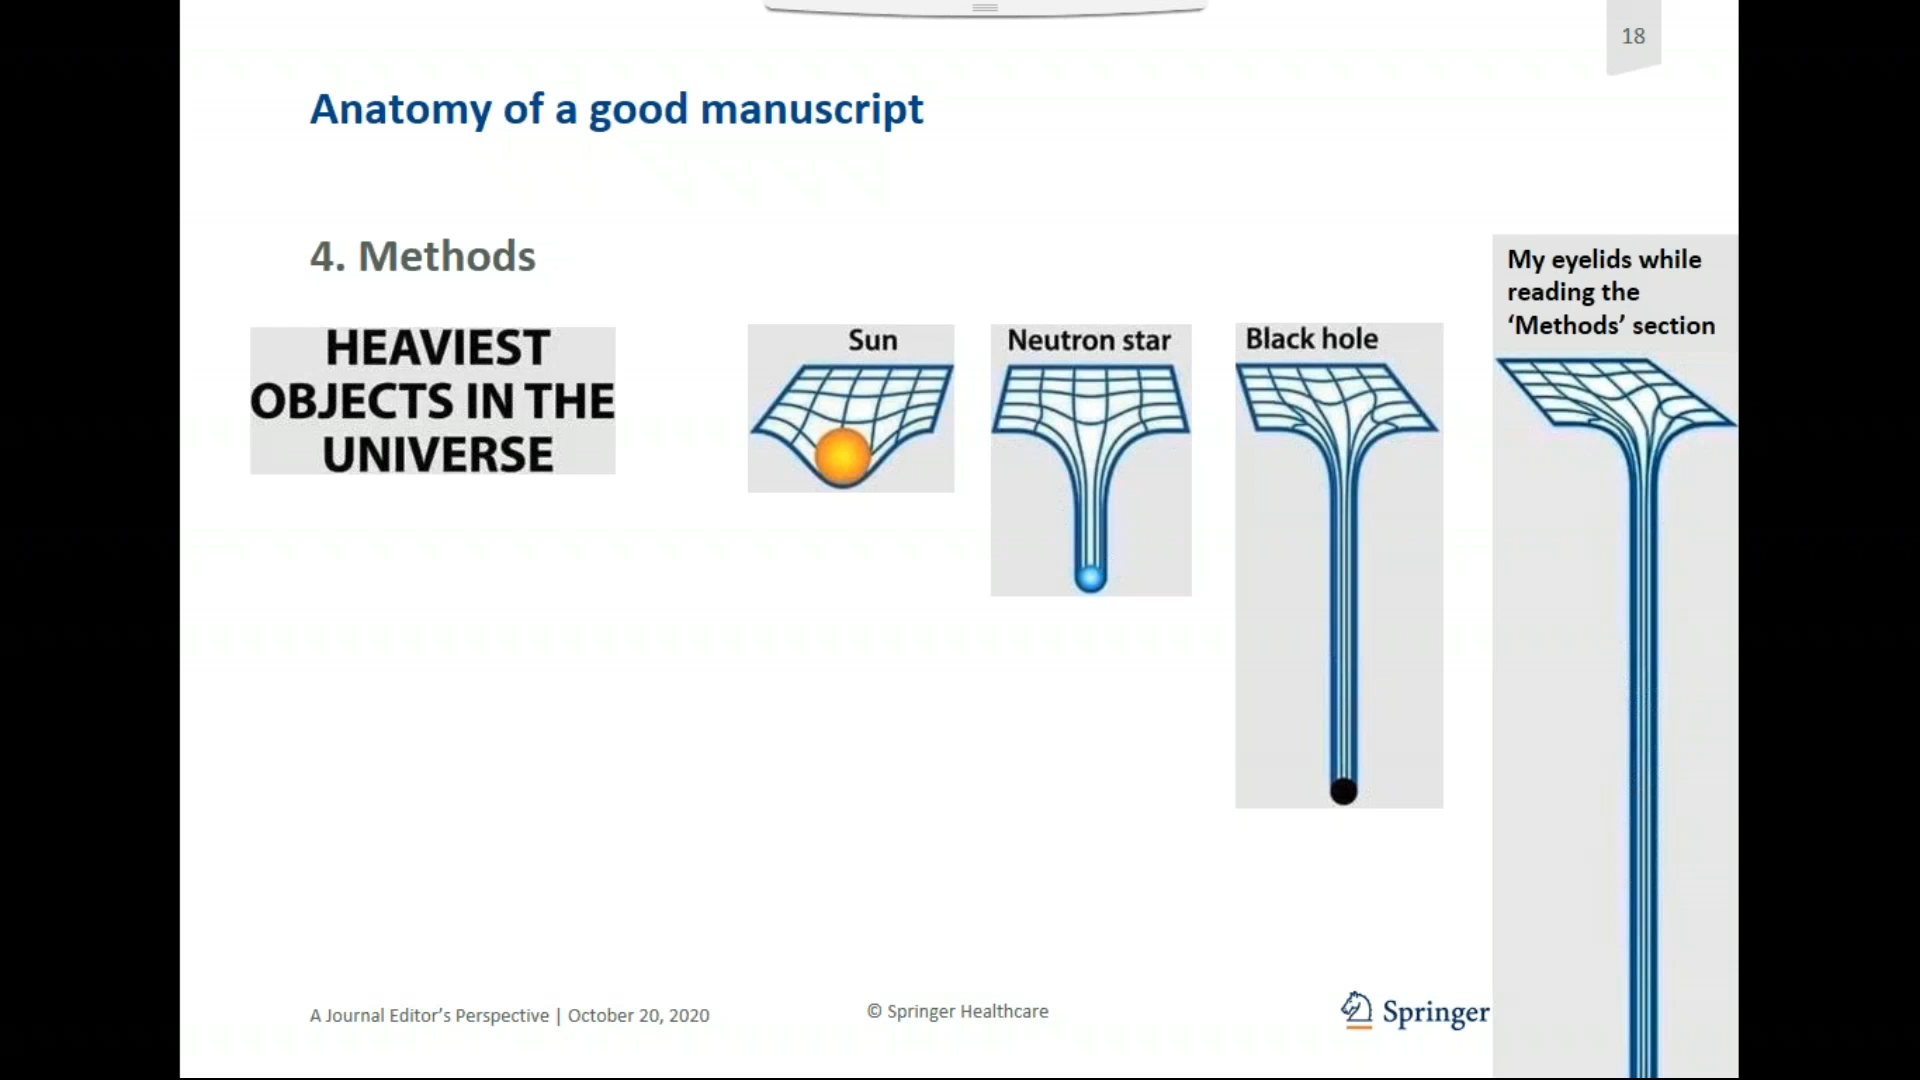 18
Anatomy of a good manuscript
4. Methods
HEAVIEST
OBJECTS IN THE
UNIVERSE
Sun
Neutron star
Black hole
My eyelids while
reading the
‘Methods’ section
A Journal Editor’s Perspective | October 20, 2020
© Springer Healthcare
Springer